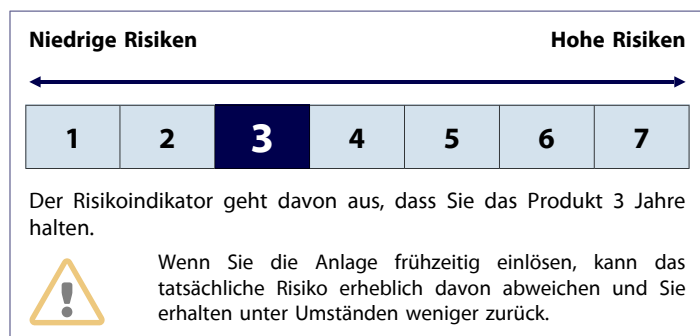 Niedrige Risiken Hohe Risiken
1 2 3 4 5 6 7
Der Risikoindikator geht davon aus, dass Sie das Produkt 3 Jahre
halten.
Wenn Sie die Anlage frühzeitig einlösen, kann das
tatsächliche Risiko erheblich davon abweichen und Sie
erhalten unter Umständen weniger zurück.